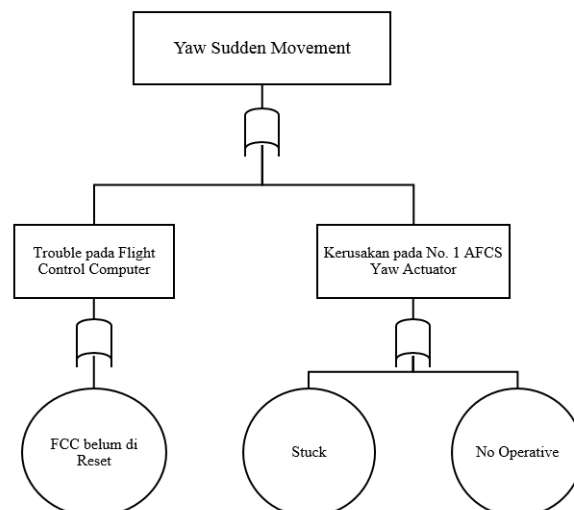 Yaw Sudden Movement
Trouble pada Flight
Control Computer
Kerusakan pada No. 1 AFCS
Yaw Actuator
FCC belum di
Reset
Stuck
No Operative